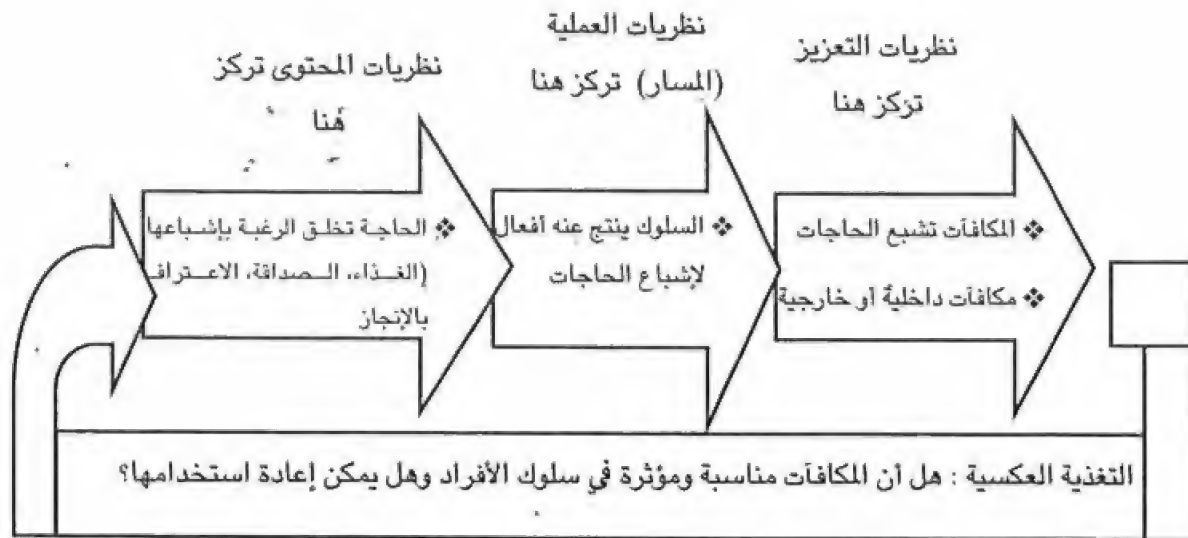 نظريات المحتوى تركز
هنا
نظريات العملية
(المسار) تركز هنا
نظريات التعزيز
تركز هنا
❖ الحاجة تخلق الرغبة بإشباعها
(الغذاء، الصداقة، الاعتراف
بالإنجاز
❖ السلوك ينتج عنه أفعال
لإشباع الحاجات
❖ المكافآت تشبع الحاجات
❖ مكافآت داخلية أو خارجية
التغذية العكسية : هل أن المكافآت مناسبة ومؤثرة في سلوك الأفراد وهل يمكن إعادة استخدامها؟